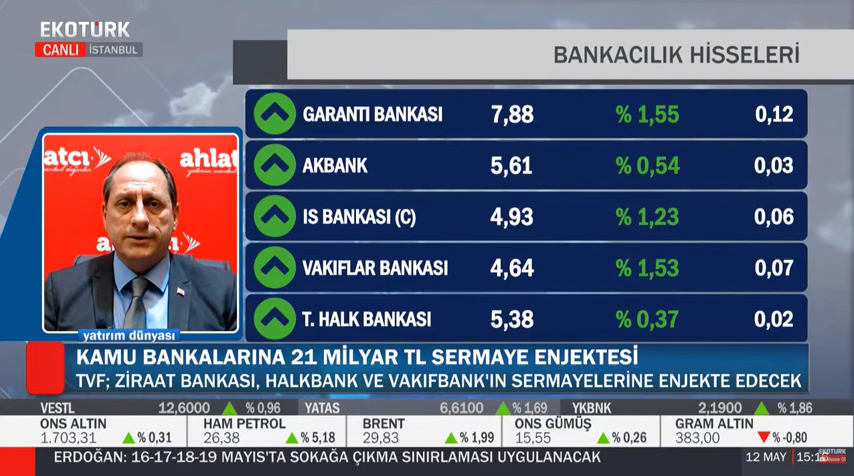 EKOTÜRK
CANLI İSTANBUL
BANKACILIK HİSSELERİ
GARANTİ BANKASI 7,88 % 1,55 0,12
AKBANK 5,61 % 0,54 0,03
IS BANKASI (C) 4,93 % 1,23 0,06
VAKIFLAR BANKASI 4,64 % 1,53 0,07
T. HALK BANKASI 5,38 % 0,37 0,02
atcı ahlat
yatırım dünyası
KAMU BANKALARINA 21 MİLYAR TL SERMAYE ENJEKTESİ
TVF; ZİRAAT BANKASI, HALKBANK VE VAKIFBANK'IN SERMAYELERİNE ENJEKTE EDECEK
VESTL 12,6000 % 0,96 YATAS 6,6100 % 1,69 YKBNK 2,1900 % 1,86
ONS ALTIN HAM PETROL BRENT ONS GÜMÜŞ GRAM ALTIN
1.703,31 % 0,31 26,38 % 5,18 29,83 % 1,99 15,55 % 0,26 383,00 % -0,80
ERDOĞAN: 16-17-18-19 MAYIS'TA SOKAĞA ÇIKMA SINIRLAMASI UYGULANACAK 12 MAY
EKOTÜRK